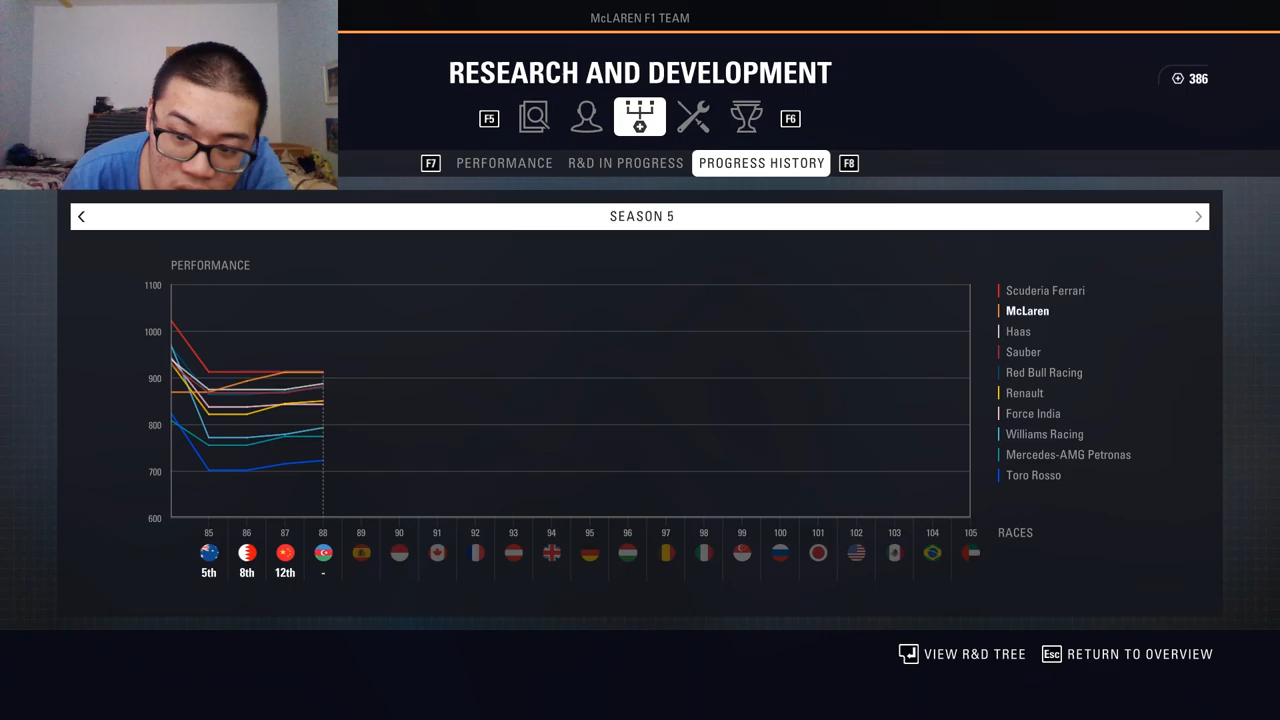 McLAREN F1 TEAM
RESEARCH AND DEVELOPMENT
386
F5 F6
F7 PERFORMANCE R&D IN PROGRESS PROGRESS HISTORY F8
SEASON 5
PERFORMANCE
1100
1000
900
800
700
600
Scuderia Ferrari
McLaren
Haas
Sauber
Red Bull Racing
Renault
Force India
Williams Racing
Mercedes-AMG Petronas
Toro Rosso
85 86 87 88 89 90 91 92 93 94 95 96 97 98 99 100 101 102 103 104 105 RACES
5th 8th 12th -
VIEW R&D TREE Esc RETURN TO OVERVIEW